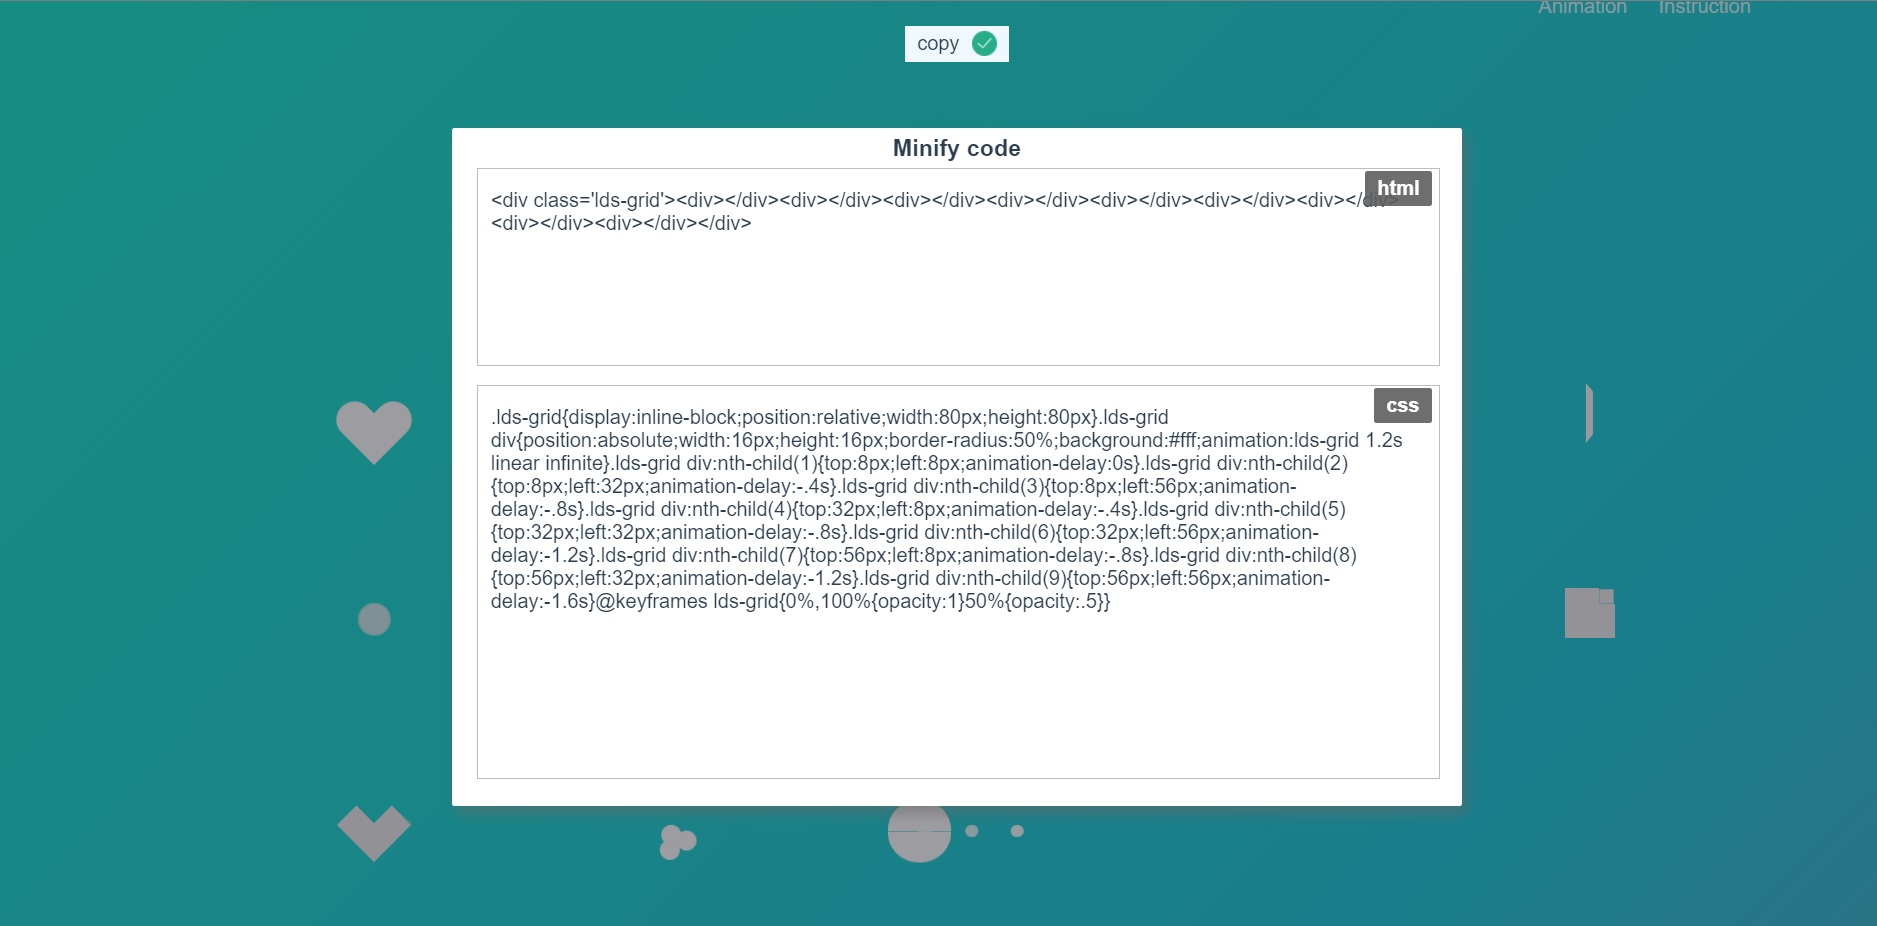 Animation Instruction
copy
Minify code
html
<div class='lds-grid'><div></div><div></div><div></div><div></div><div></div><div></div><div></div>
<div></div><div></div></div>
css
.lds-grid{display:inline-block;position:relative;width:80px;height:80px}.lds-grid
div{position:absolute;width:16px;height:16px;border-radius:50%;background:#fff;animation:lds-grid 1.2s
linear infinite}.lds-grid div:nth-child(1){top:8px;left:8px;animation-delay:0s}.lds-grid div:nth-child(2)
{top:8px;left:32px;animation-delay:-.4s}.lds-grid div:nth-child(3){top:8px;left:56px;animation-
delay:-.8s}.lds-grid div:nth-child(4){top:32px;left:8px;animation-delay:-.4s}.lds-grid div:nth-child(5)
{top:32px;left:32px;animation-delay:-.8s}.lds-grid div:nth-child(6){top:32px;left:56px;animation-
delay:-1.2s}.lds-grid div:nth-child(7){top:56px;left:8px;animation-delay:-.8s}.lds-grid div:nth-child(8)
{top:56px;left:32px;animation-delay:-1.2s}.lds-grid div:nth-child(9){top:56px;left:56px;animation-
delay:-1.6s}@keyframes lds-grid{0%,100%{opacity:1}50%{opacity:.5}}